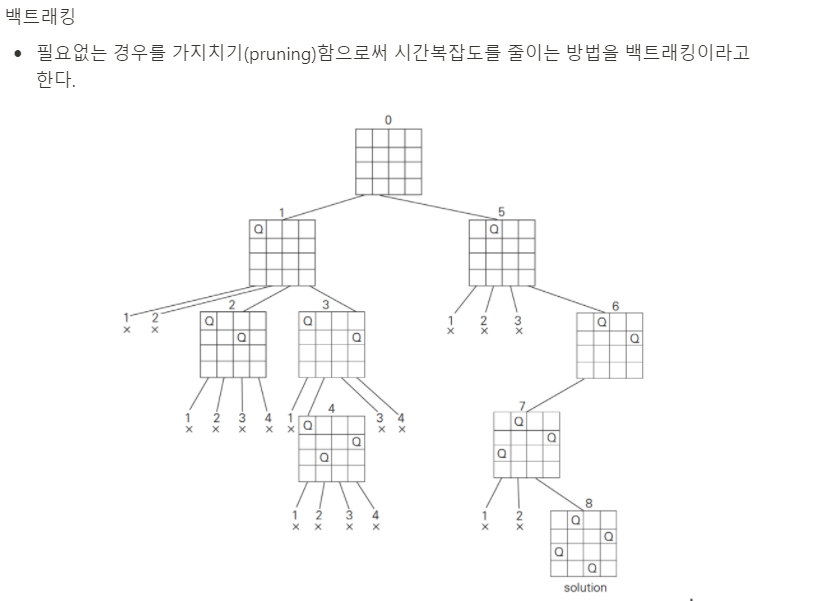 백트래킹
• 필요없는 경우를 가지치기(pruning)함으로써 시간복잡도를 줄이는 방법을 백트래킹이라고
한다.
0
1 5
Q Q
1 2 2 3 1 2 3 6
× × Q Q × × × Q
Q Q Q
1 2 3 4 1 4 3 4 7
× × × × × Q × × Q
Q Q
Q Q
1 2 3 4 1 2 8
× × × × × × Q
Q
Q
Q
solution